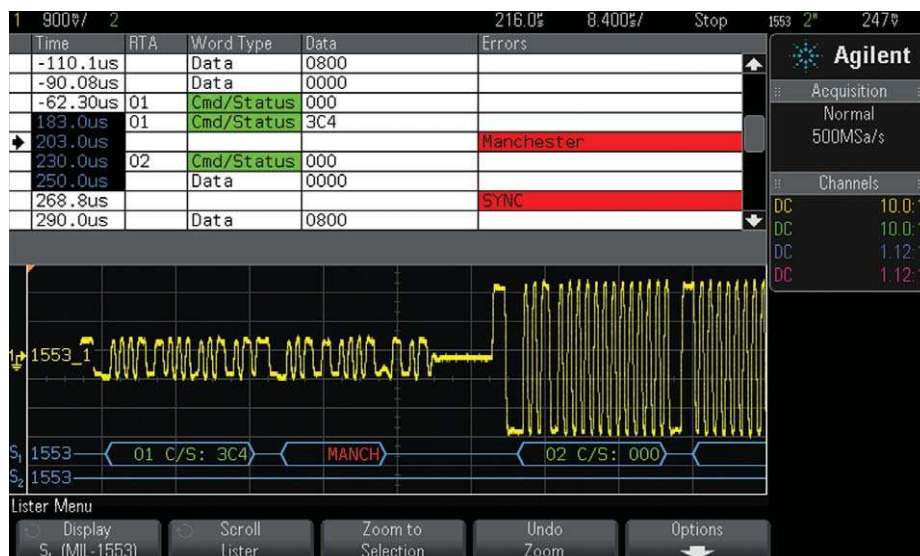 1 900mV/ 2 216.0us 8.400us/ Stop 1553 2 247mV
Time RTA Word Type Data Errors
-110.1us Data 0800
-90.08us Data 0000
-62.30us 01 Cmd/Status 000
183.0us 01 Cmd/Status 3C4
203.0us Manchester
230.0us 02 Cmd/Status 000
250.0us Data 0000
268.8us SYNC
290.0us Data 0800
Agilent
Acquisition
Normal
500MSa/s
Channels
DC 10.0:
DC 10.0:
DC 1.12:
DC 1.12:
1553_1
S1 1553 01 C/S: 3C4 MANCH 02 C/S: 000
S2 1553
Lister Menu
Display Scroll Zoom to Undo Options
S1 (MIL-1553) Lister Selection Zoom